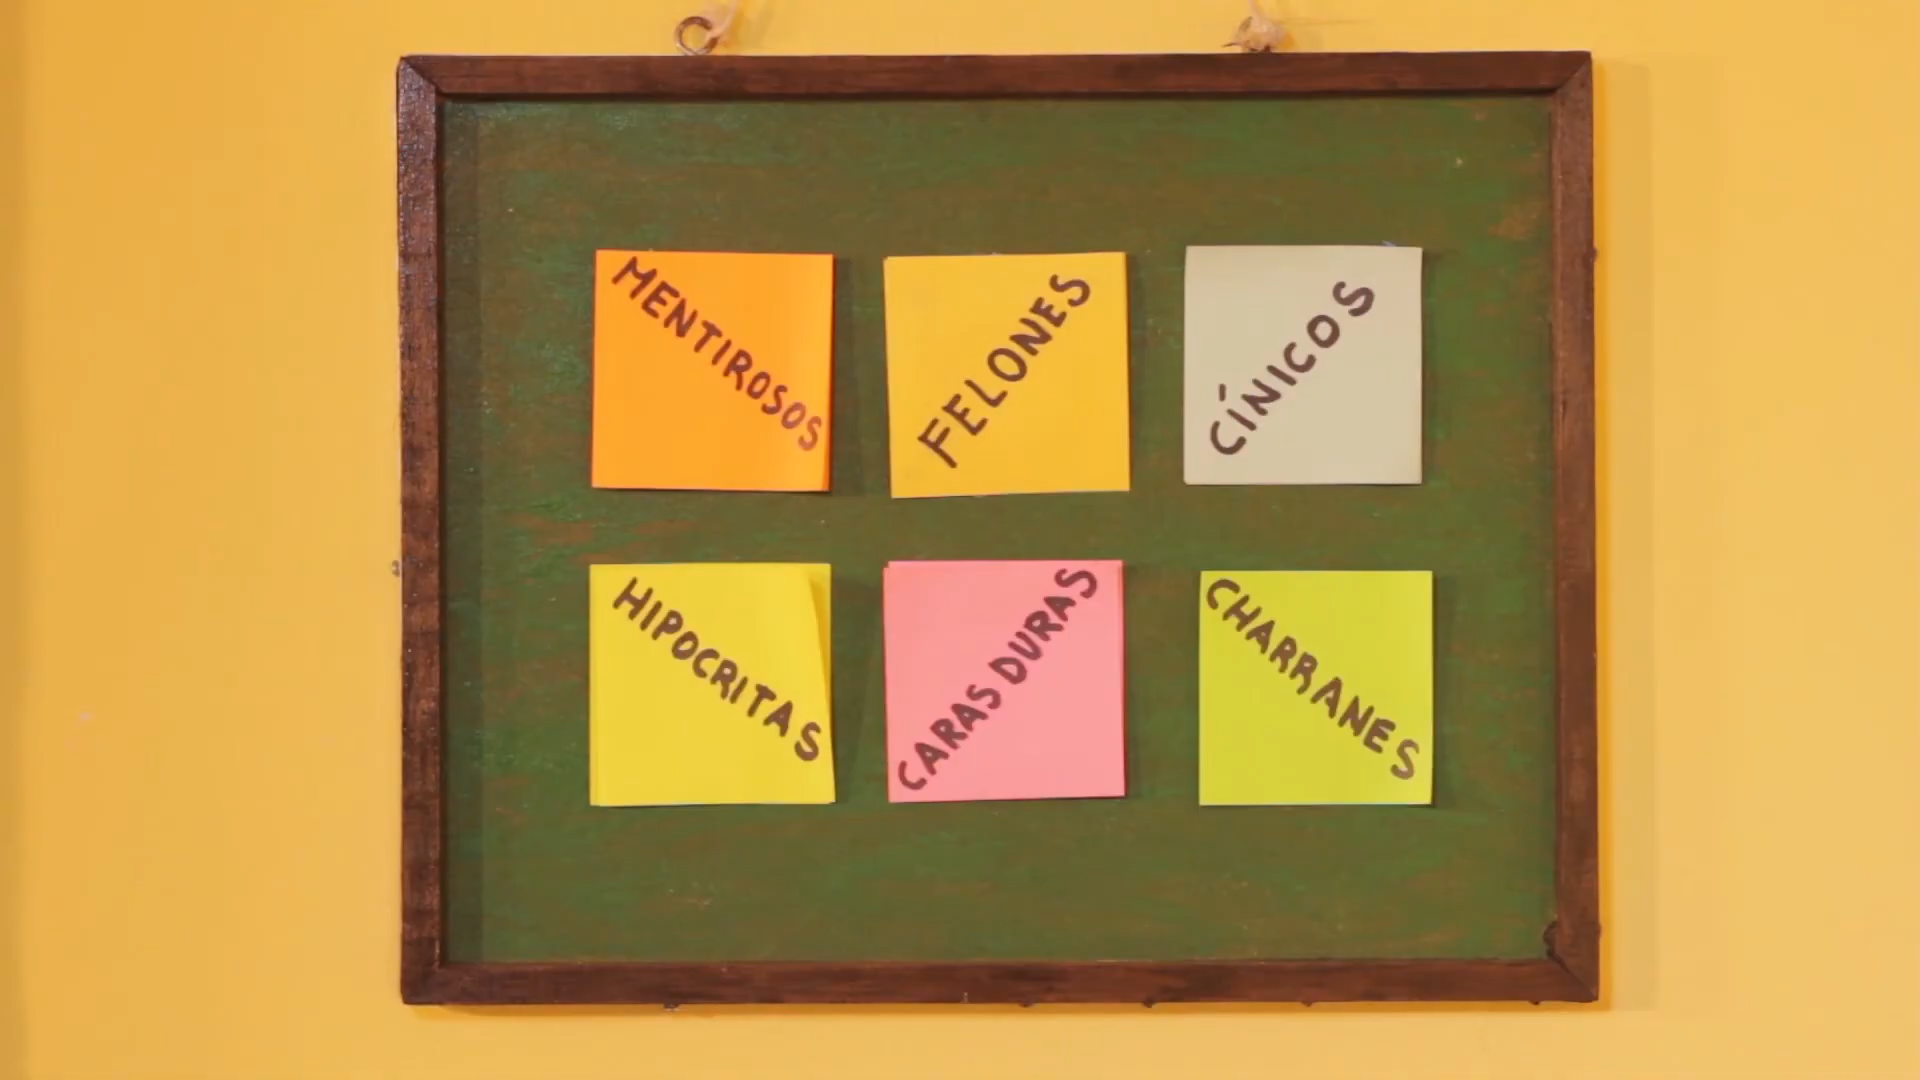 MENTIROSOS
FELONES
CÍNICOS
HIPOCRITAS
CARAS DURAS
CHARRANES